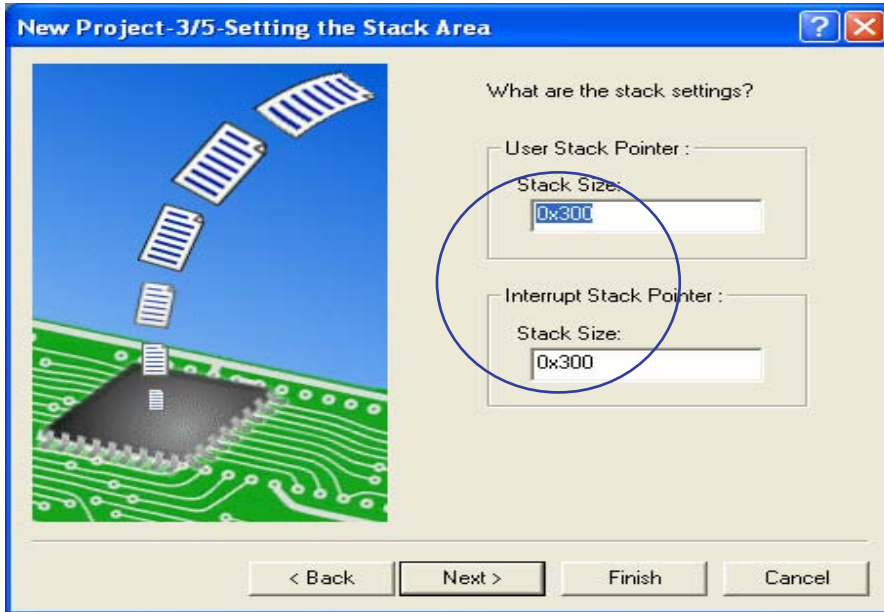 New Project-3/5-Setting the Stack Area
What are the stack settings?
User Stack Pointer :
Stack Size:
0x300
Interrupt Stack Pointer :
Stack Size:
0x300
< Back
Next >
Finish
Cancel